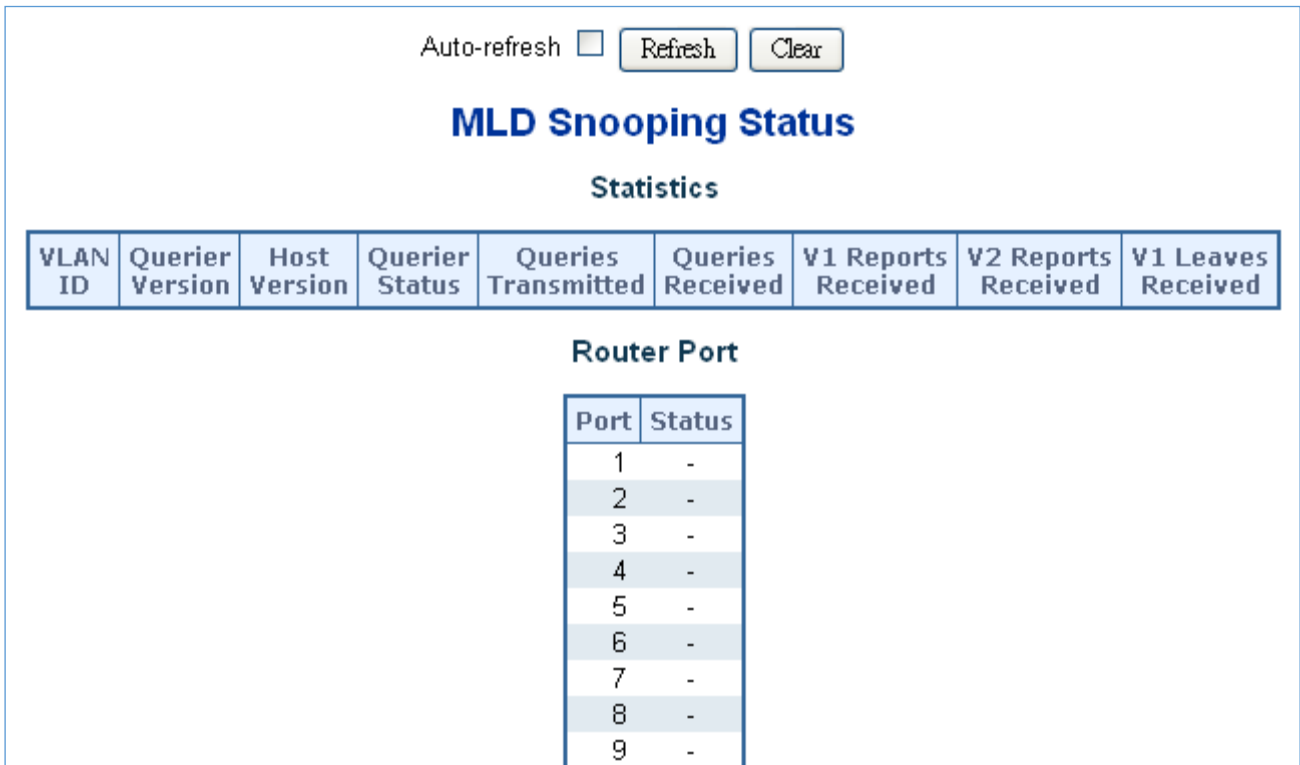 Auto-refresh Refresh Clear
MLD Snooping Status
Statistics
VLAN ID Querier Version Host Version Querier Status Queries Transmitted Queries Received V1 Reports Received V2 Reports Received V1 Leaves Received
Router Port
Port Status
1 -
2 -
3 -
4 -
5 -
6 -
7 -
8 -
9 -